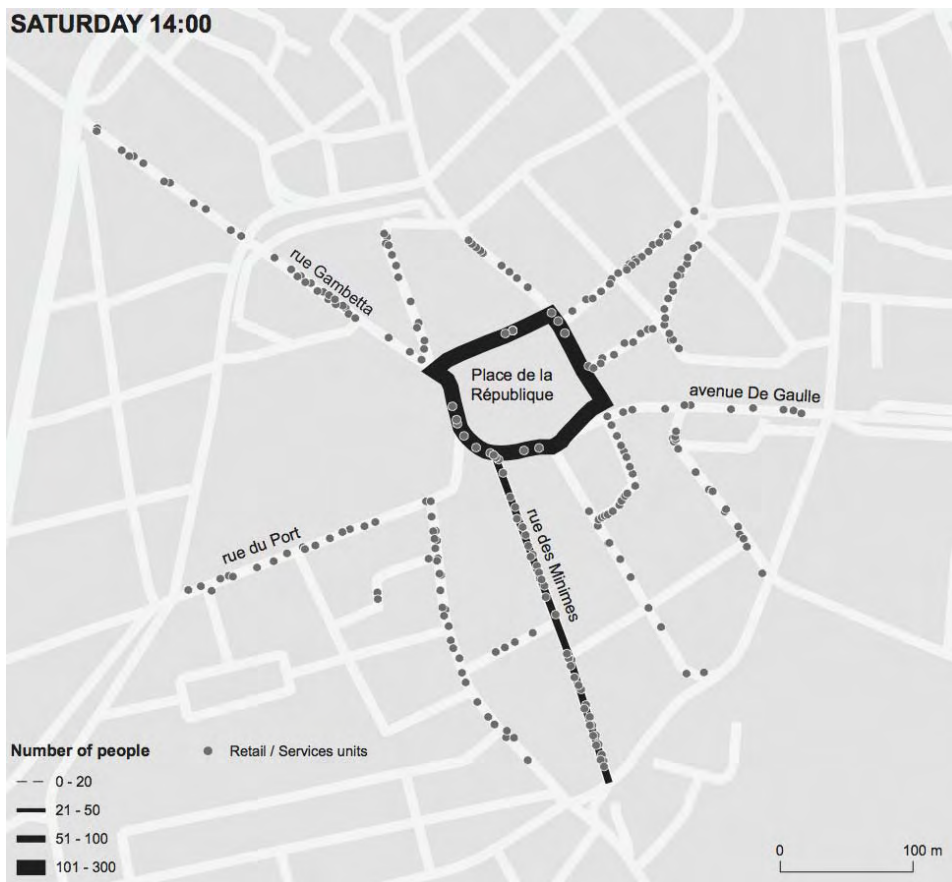 SATURDAY 14:00
rue Gambetta
Place de la
République
avenue De Gaulle
rue du Port
rue des Minimes
Number of people
Retail / Services units
0 - 20
21 - 50
51 - 100
101 - 300
0
100 m